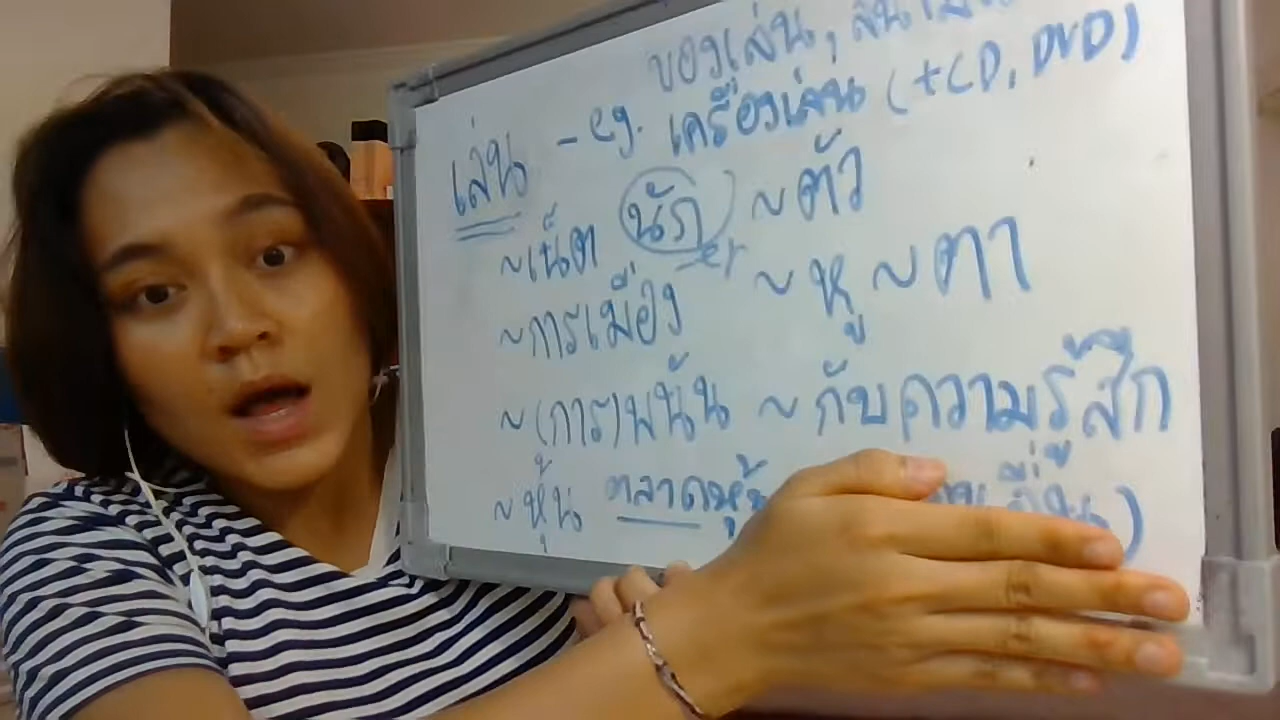 ของเล่น,
เล่น - eg. เครื่องเล่น (+CD, DVD)
~เน็ต นัก er ~ตัว
~การเมือง ~หู ~ตา
~(การ)พนัน ~กับความรู้สึก
~หุ้น ตลาดหุ้น